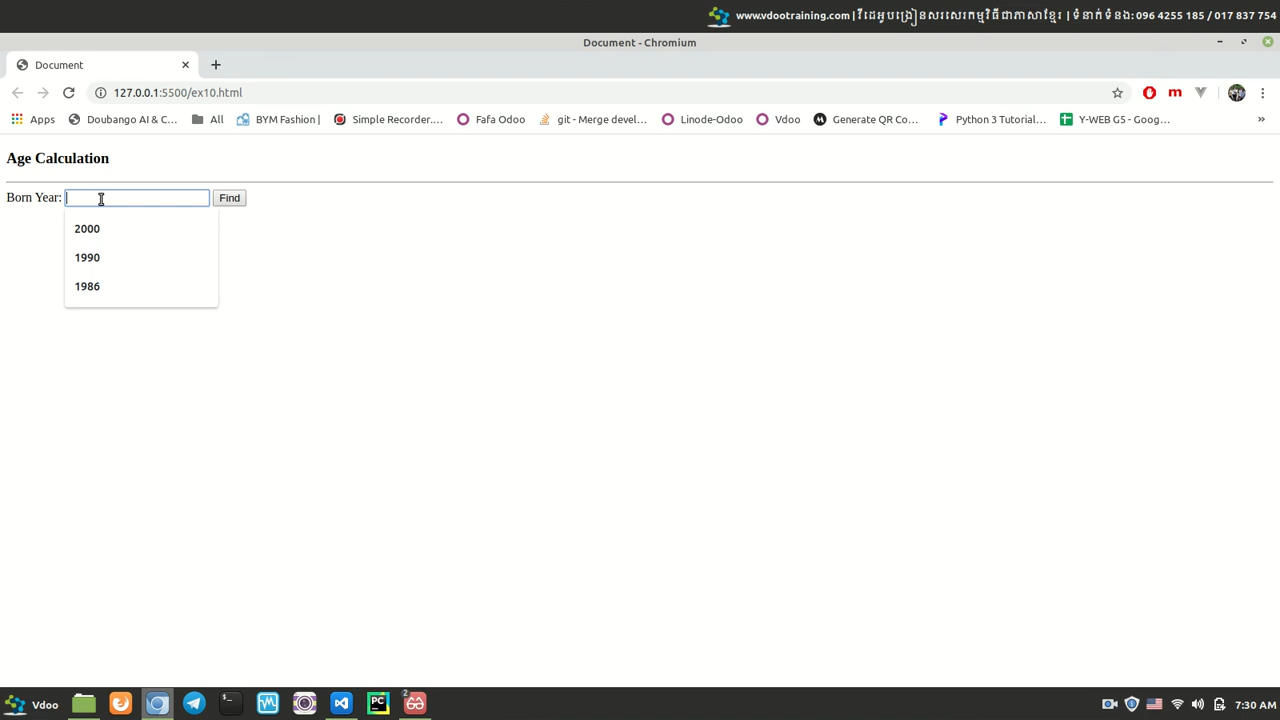 www.vdootraining.com | វីដេអូបង្រៀនសរសេរកម្មវិធីជាភាសាខ្មែរ | ទំនាក់ទំនង: 096 4255 185 / 017 837 754
Document - Chromium
Document
127.0.0.1:5500/ex10.html
Apps
Doubango AI & C...
All
BYM Fashion |
Simple Recorder....
Fafa Odoo
git - Merge devel...
Linode-Odoo
Vdoo
Generate QR Co...
Python 3 Tutorial...
Y-WEB G5 - Goog...
»
Age Calculation
Born Year:
Find
2000
1990
1986
Vdoo
PC
2
7:30 AM